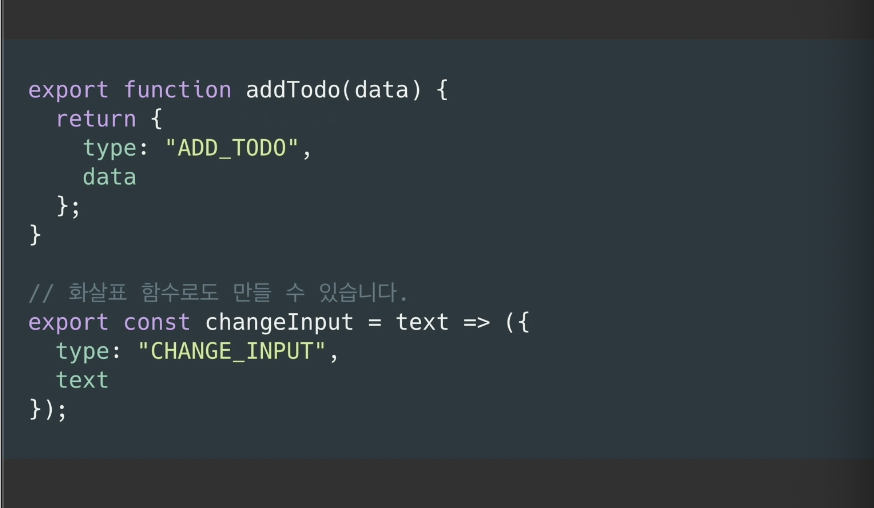 export function addTodo(data) {
  return {
    type: "ADD_TODO",
    data
  };
}

// 화살표 함수로도 만들 수 있습니다.
export const changeInput = text => ({
  type: "CHANGE_INPUT",
  text
});